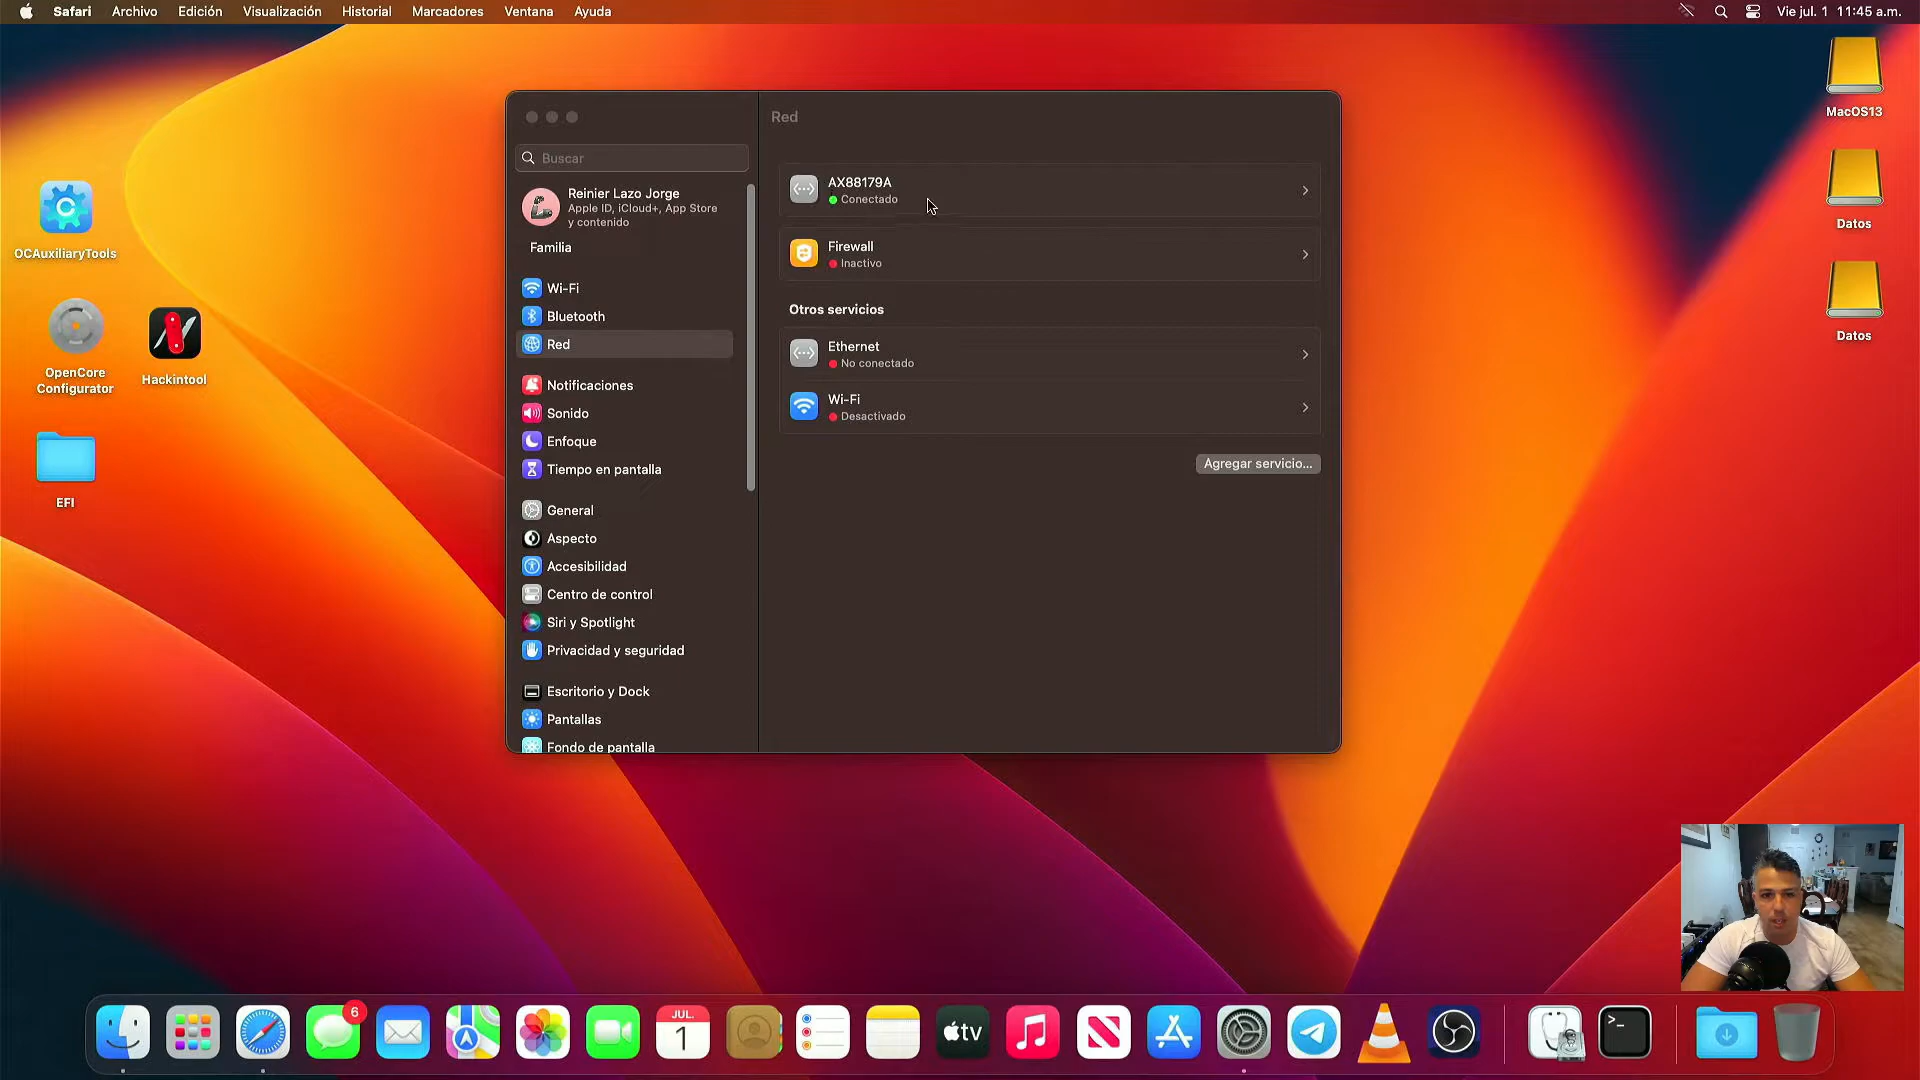 Safari Archivo Edición Visualización Historial Marcadores Ventana Ayuda
Vie jul. 1 11:45 a.m.
MacOS13
Datos
Datos
OCAuxiliaryTools
OpenCore
Configurator
Hackintool
EFI
Buscar
Reinier Lazo Jorge
Apple ID, iCloud+, App Store
y contenido
Familia
Wi-Fi
Bluetooth
Red
Notificaciones
Sonido
Enfoque
Tiempo en pantalla
General
Aspecto
Accesibilidad
Centro de control
Siri y Spotlight
Privacidad y seguridad
Escritorio y Dock
Pantallas
Fondo de pantalla
Red
AX88179A
Conectado
Firewall
Inactivo
Otros servicios
Ethernet
No conectado
Wi-Fi
Desactivado
Agregar servicio...
6
JUL.
1
tv
>_